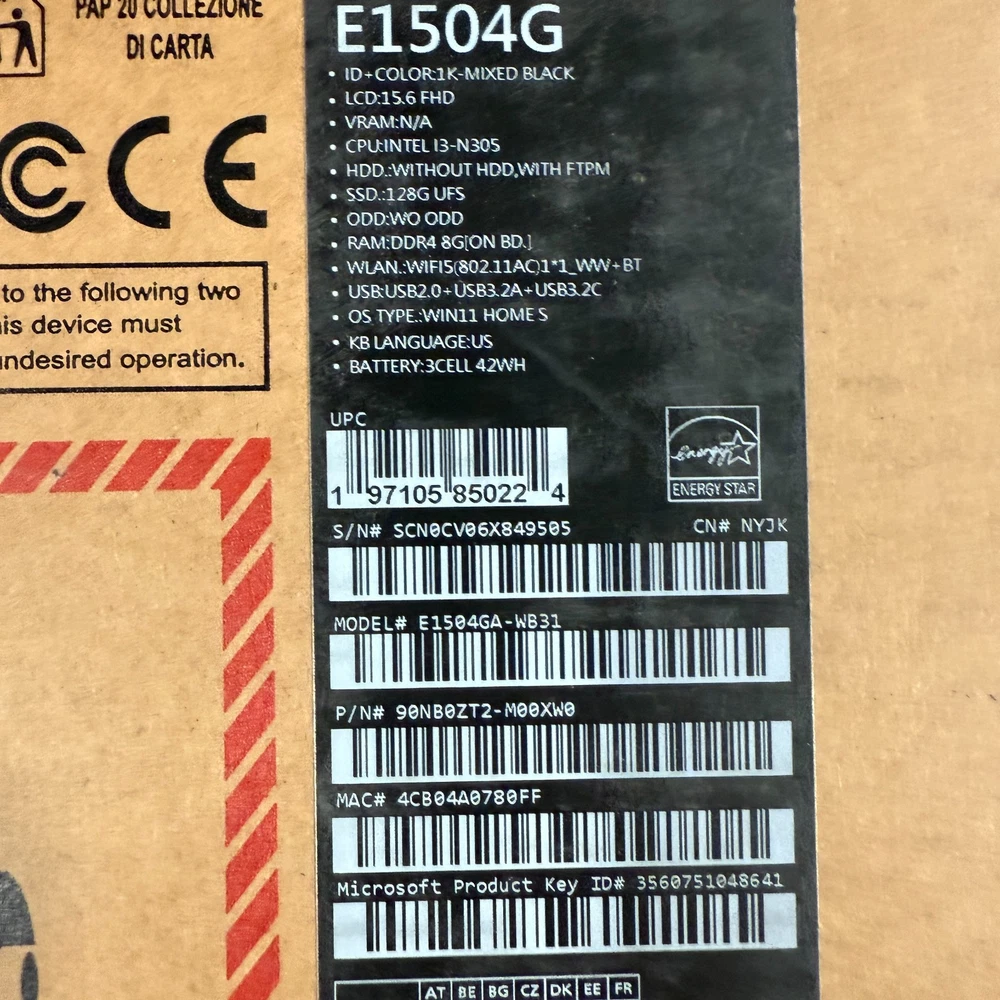 PAP 20 COLLEZIONE
DI CARTA
CCC CE
to the following two
his device must
undesired operation.
E1504G
• ID+COLOR:1K-MIXED BLACK
• LCD:15.6 FHD
• VRAM:N/A
• CPU:INTEL I3-N305
• HDD.:WITHOUT HDD,WITH FTPM
• SSD.:128G UFS
• ODD:WO ODD
• RAM:DDR4 8G[ON BD.]
• WLAN.:WIFI5(802.11AC)1*1_WW+BT
• USB:USB2.0+USB3.2A+USB3.2C
• OS TYPE.:WIN11 HOME S
• KB LANGUAGE:US
• BATTERY:3CELL 42WH
UPC
1 97105 85022 4
energy
ENERGY STAR
S/N# SCN0CV06X849505 CN# NYJK
MODEL# E1504GA-WB31
P/N# 90NB0ZT2-M00XW0
MAC# 4CB04A0780FF
Microsoft Product Key ID# 3560751048641
AT BE BG CZ DK EE FR